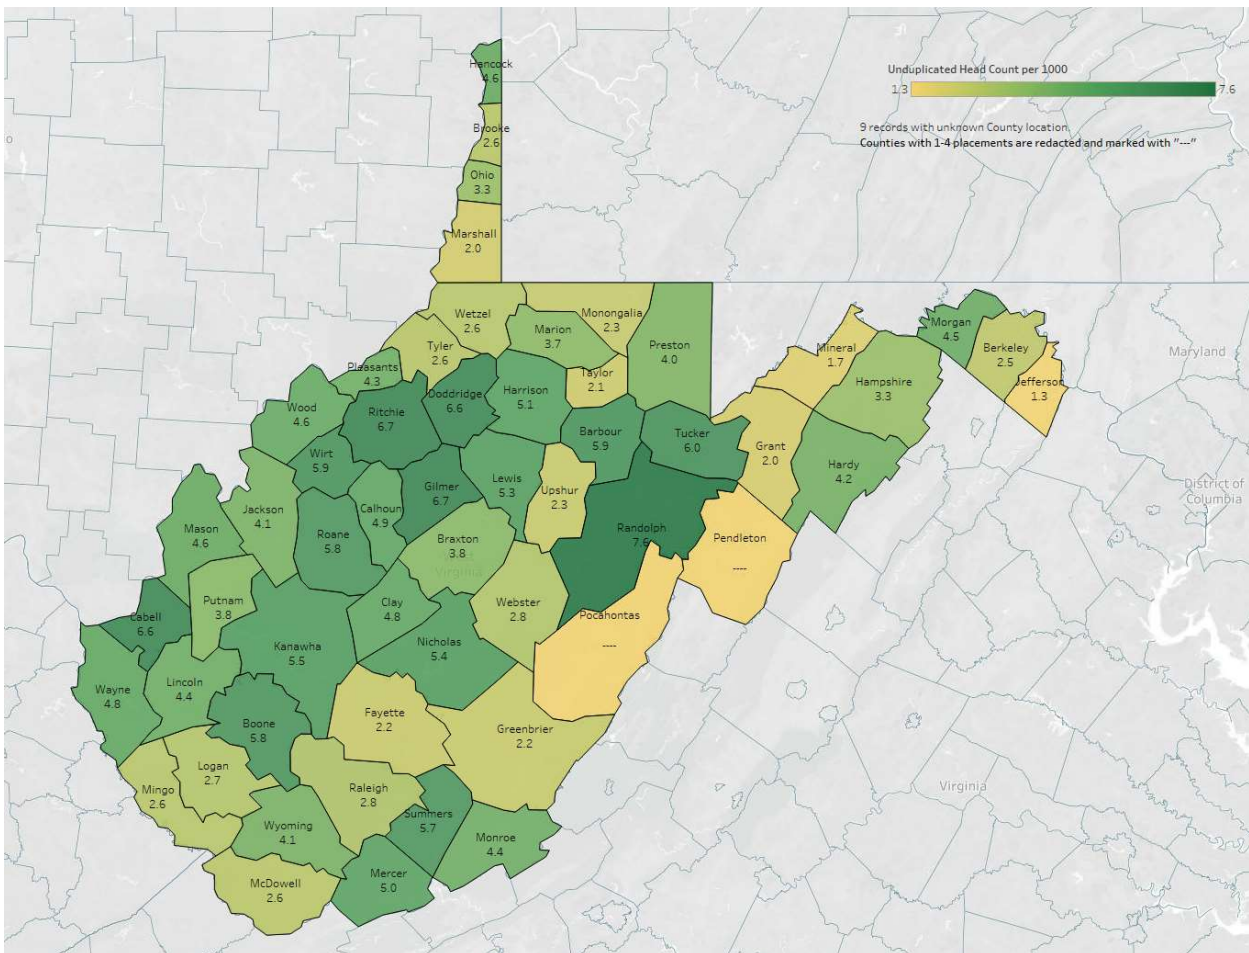 Unduplicated Head Count per 1000
1.3 7.6
9 records with unknown County location
Counties with 1-4 placements are redacted and marked with "---"
Hancock
4.6
Brooke
2.6
Ohio
3.3
Marshall
2.0
Wetzel
2.6
Monongalia
2.3
Marion
3.7
Preston
4.0
Tyler
2.6
Pleasants
4.3
Taylor
2.1
Mineral
1.7
Hampshire
3.3
Morgan
4.5
Berkeley
2.5
Jefferson
1.3
Maryland
Wood
4.6
Ritchie
6.7
Doddridge
6.6
Harrison
5.1
Barbour
5.9
Tucker
6.0
Grant
2.0
Hardy
4.2
Wirt
5.9
Calhoun
4.9
Gilmer
6.7
Lewis
5.3
Upshur
2.3
Randolph
7.6
Pendleton
----
District of
Columbia
Jackson
4.1
Mason
4.6
Roane
5.8
Braxton
3.8
Virginia
Webster
2.8
Pocahontas
----
Cabell
6.6
Putnam
3.8
Clay
4.8
Nicholas
5.4
Kanawha
5.5
Wayne
4.8
Lincoln
4.4
Boone
5.8
Fayette
2.2
Greenbrier
2.2
Logan
2.7
Mingo
2.6
Raleigh
2.8
Wyoming
4.1
Summers
5.7
Monroe
4.4
Mercer
5.0
McDowell
2.6
Virginia